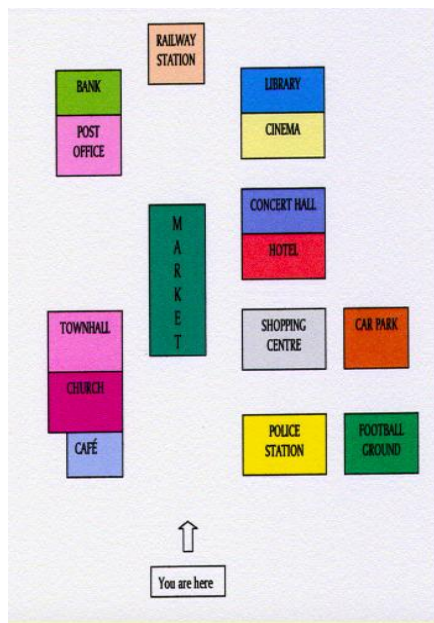 RAILWAY
STATION
BANK
LIBRARY
POST
OFFICE
CINEMA
CONCERT HALL
M
A
R
K
E
T
HOTEL
TOWNHALL
SHOPPING
CENTRE
CAR PARK
CHURCH
CAFÉ
POLICE
STATION
FOOTBALL
GROUND
You are here